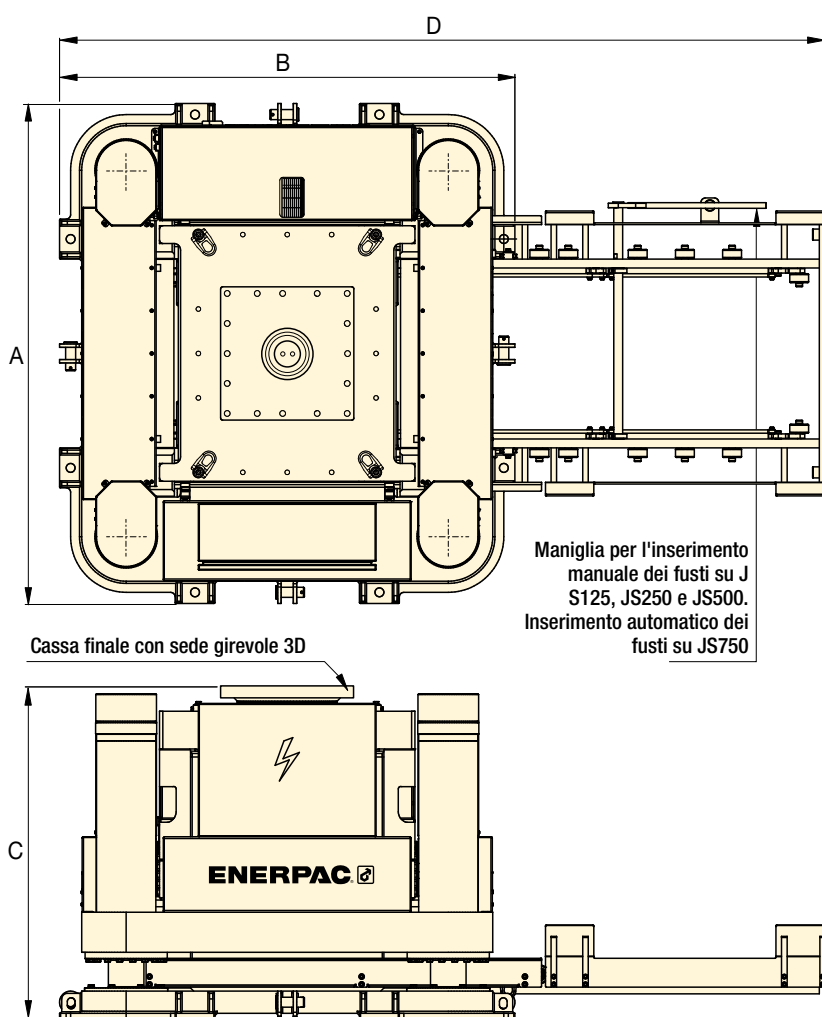 D
B
A
Maniglia per l'inserimento
manuale dei fusti su J
S125, JS250 e JS500.
Inserimento automatico dei
fusti su JS750
Cassa finale con sede girevole 3D
C
ENERPAC